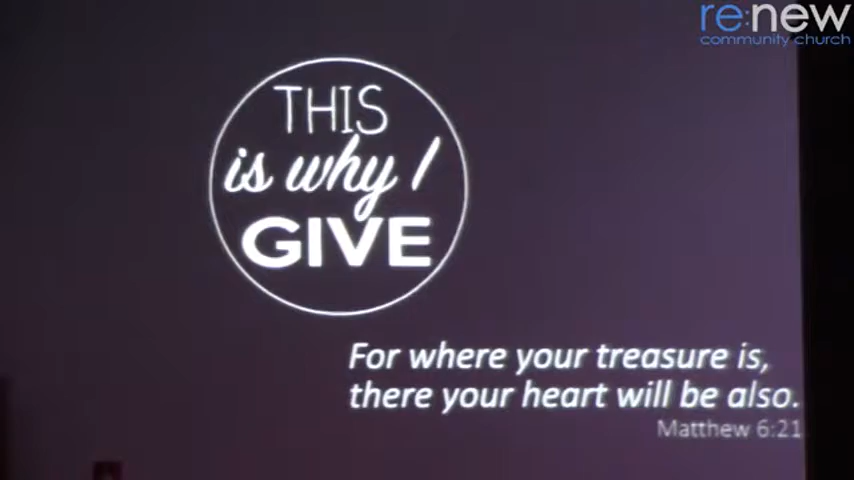 re:new
community church
THIS
is why I
GIVE
For where your treasure is,
there your heart will be also.
Matthew 6:21